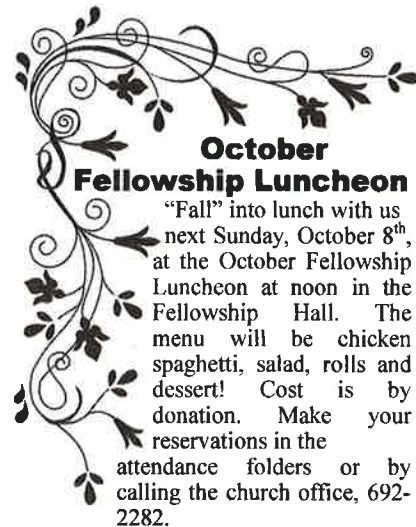 October
Fellowship Luncheon
"Fall" into lunch with us
next Sunday, October 8th,
at the October Fellowship
Luncheon at noon in the
Fellowship Hall. The
menu will be chicken
spaghetti, salad, rolls and
dessert! Cost is by
donation. Make your
reservations in the
attendance folders or by
calling the church office, 692-
2282.